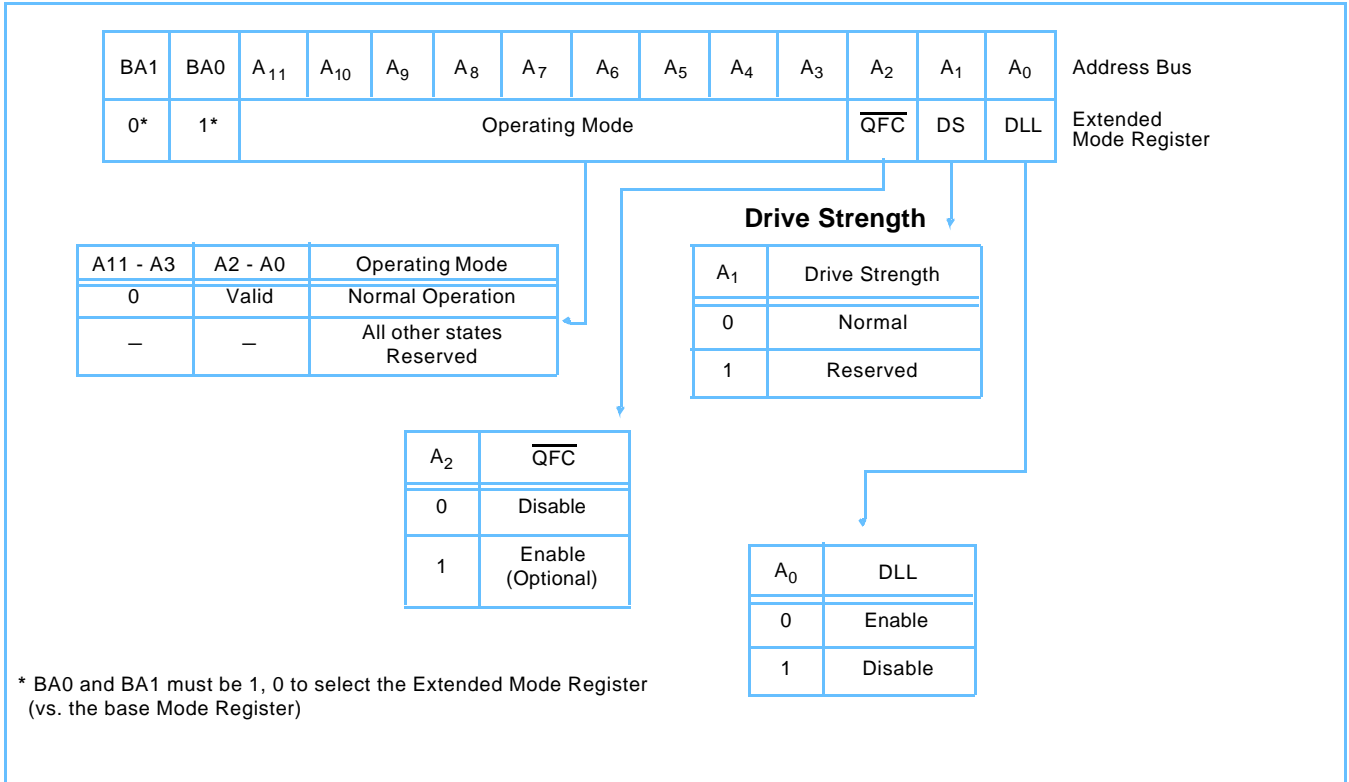 BA1 BA0 A11 A10 A9 A8 A7 A6 A5 A4 A3 A2 A1 A0 Address Bus
0* 1* Operating Mode Q̅F̅C̅ DS DLL Extended
Mode Register
Drive Strength
A11 - A3 A2 - A0 Operating Mode
0 Valid Normal Operation
– – All other states
Reserved
A1 Drive Strength
0 Normal
1 Reserved
A2 Q̅F̅C̅
0 Disable
1 Enable
(Optional)
A0 DLL
0 Enable
1 Disable
* BA0 and BA1 must be 1, 0 to select the Extended Mode Register
(vs. the base Mode Register)